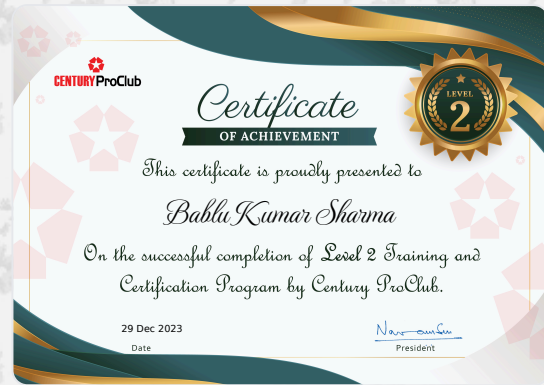 CENTURY ProClub
Certificate
OF ACHIEVEMENT
LEVEL
2
This certificate is proudly presented to
Bablu Kumar Sharma
On the successful completion of Level 2 Training and
Certification Program by Century ProClub.
29 Dec 2023
Date
President